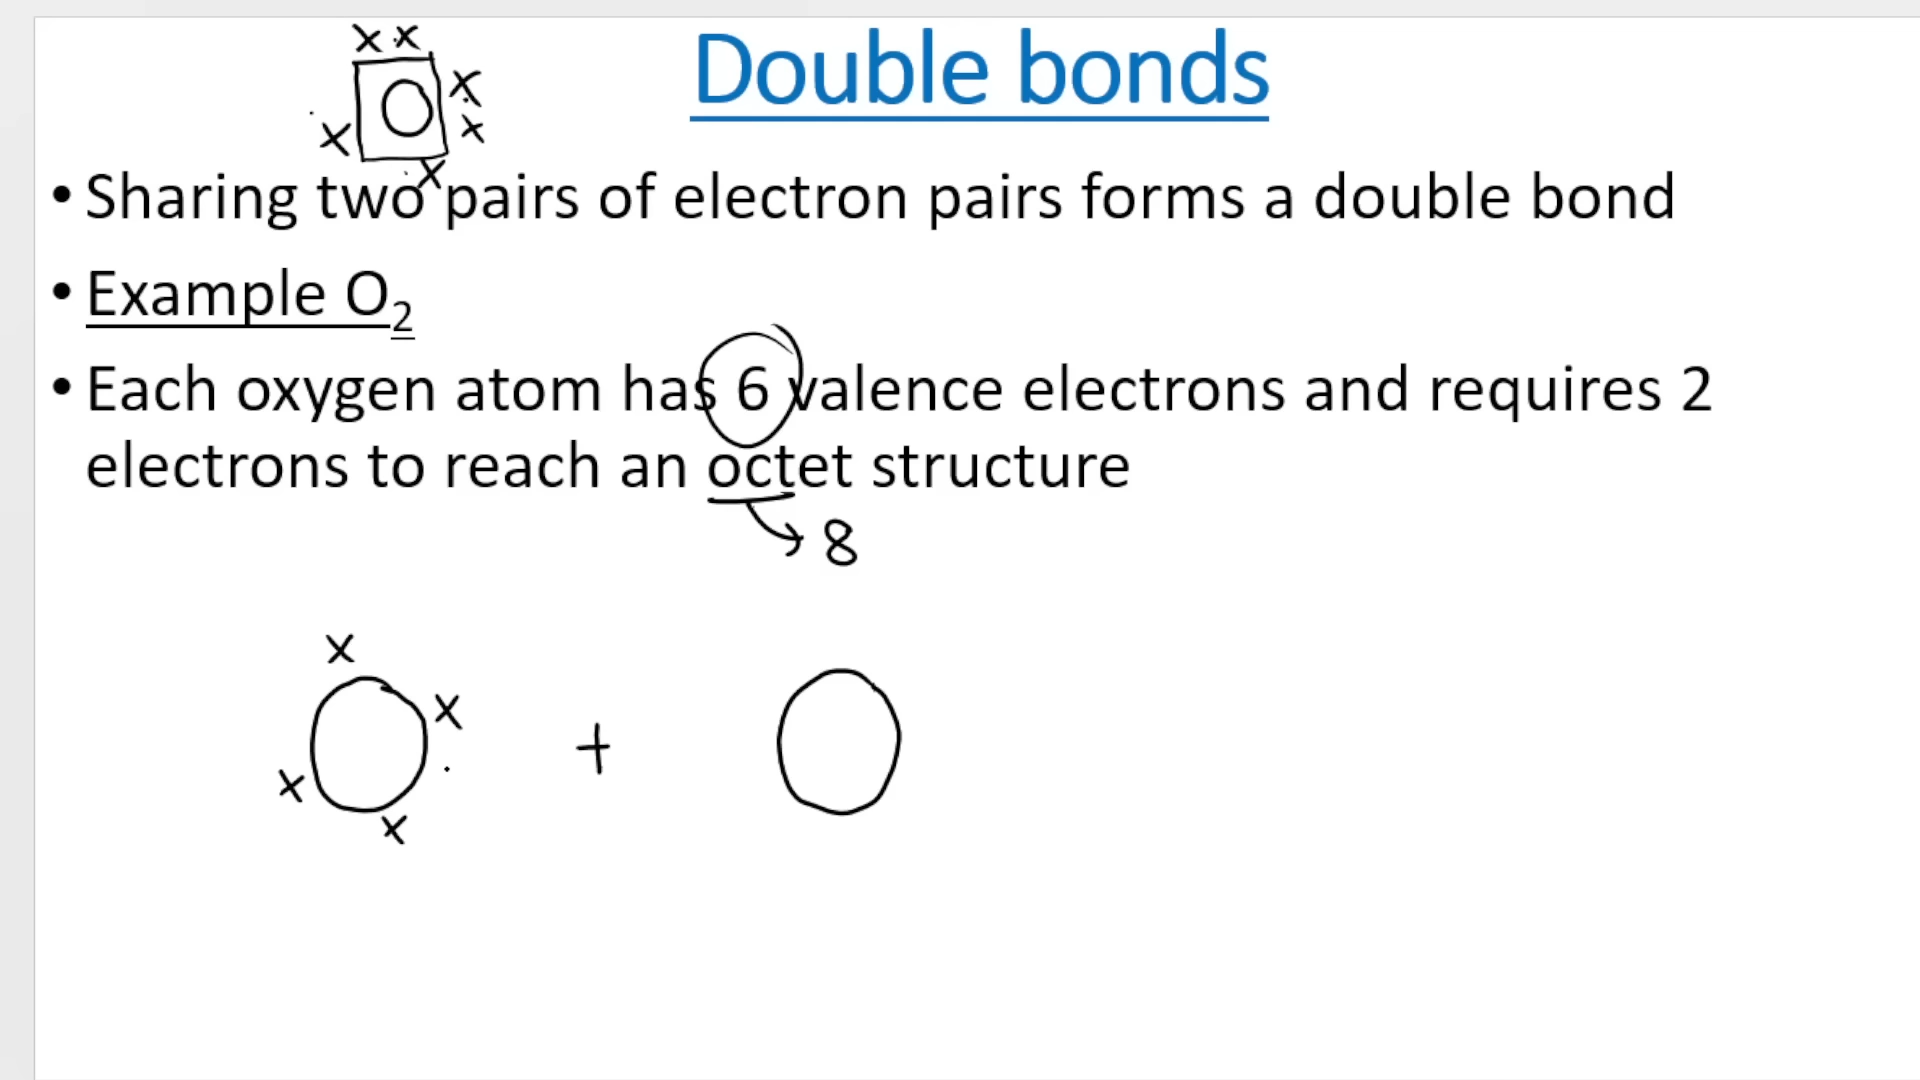 x x
Double bonds
O x
x x
x
• Sharing two pairs of electron pairs forms a double bond
• Example O₂
• Each oxygen atom has 6 valence electrons and requires 2
electrons to reach an octet structure
8
x
O x + O
x
x